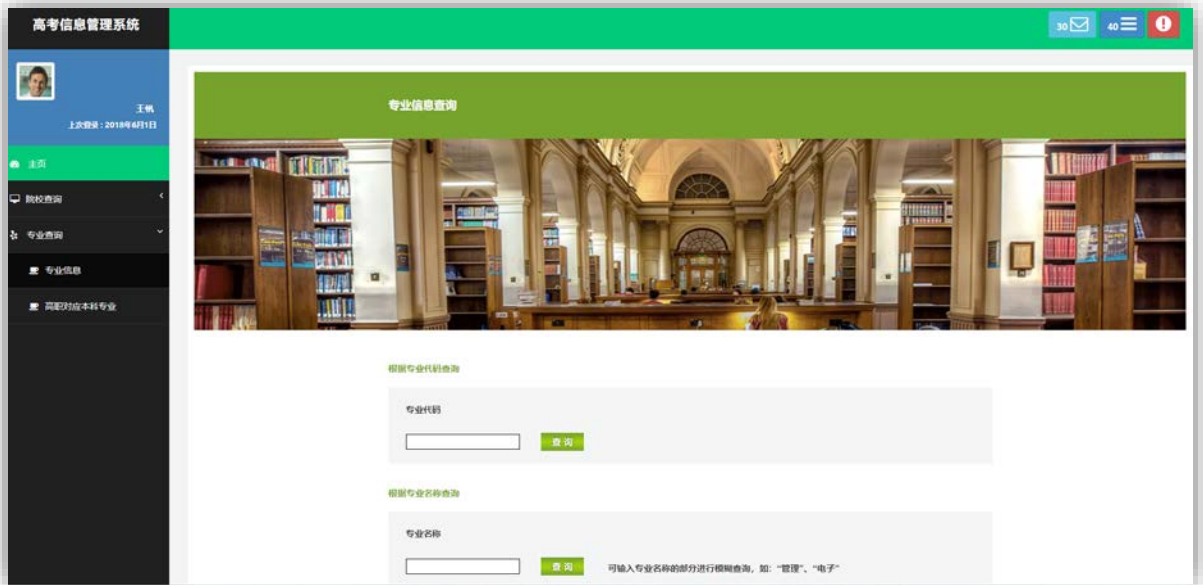 高考信息管理系统
30
40
王帆
上次登录 : 2018年6月1日
主页
院校查询
专业查询
专业信息
高职对应本科专业
专业信息查询
根据专业代码查询
专业代码
查 询
根据专业名称查询
专业名称
查 询 可输入专业名称的部分进行模糊查询, 如: “管理”、“电子”